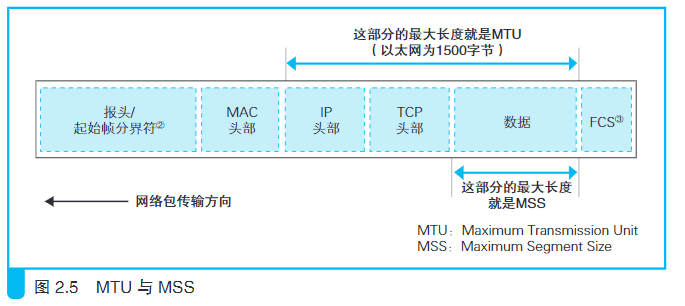 这部分的最大长度就是MTU
（以太网为1500字节）
报头/
起始帧分界符②
MAC
头部
IP
头部
TCP
头部
数据
FCS③
这部分的最大长度
就是MSS
网络包传输方向
MTU：Maximum Transmission Unit
MSS：Maximum Segment Size
图 2.5 MTU 与 MSS